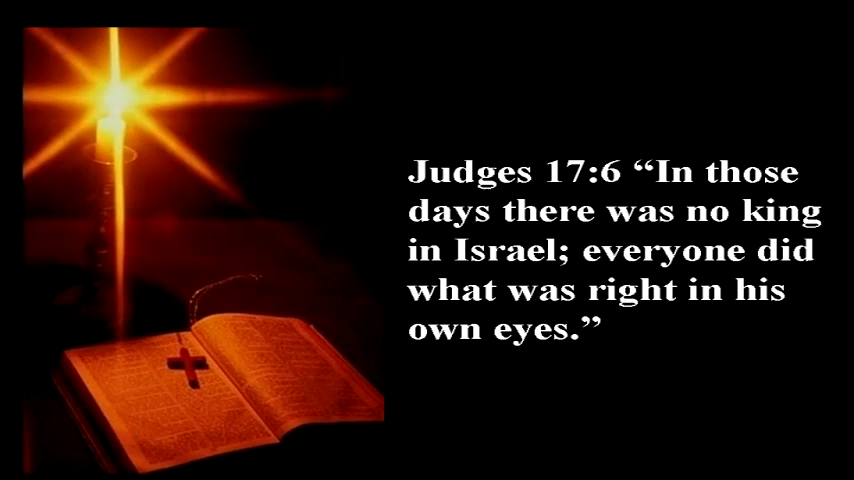 Judges 17:6 “In those
days there was no king
in Israel; everyone did
what was right in his
own eyes.”